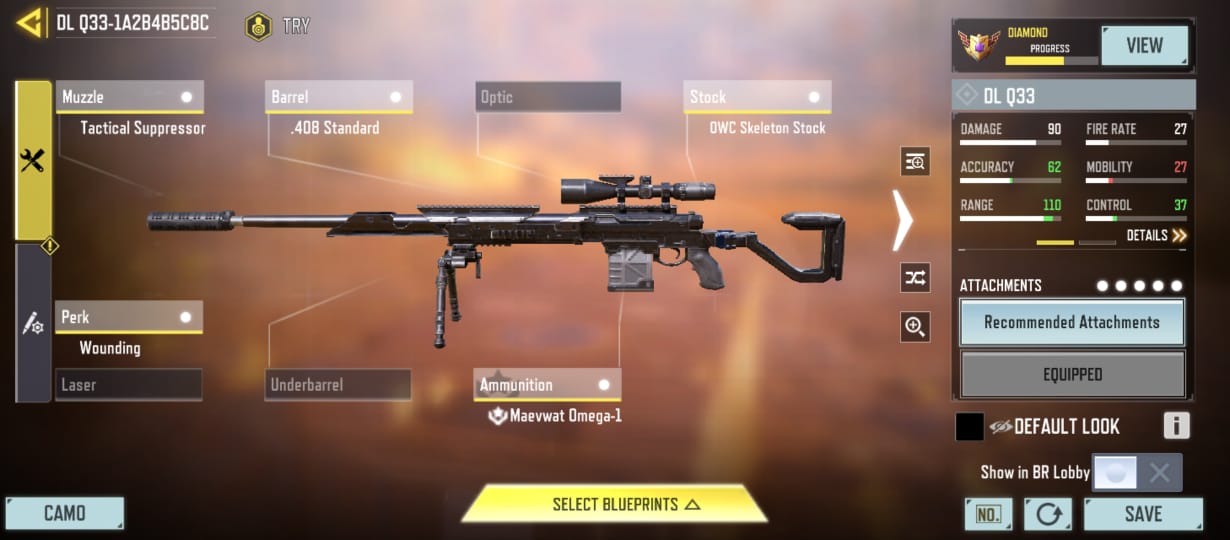 DL Q33-1A2B4B5C8C
TRY
DIAMOND
PROGRESS
VIEW
Muzzle
Tactical Suppressor
Barrel
.408 Standard
Optic
Stock
OWC Skeleton Stock
DL Q33
DAMAGE 90
FIRE RATE 27
ACCURACY 62
MOBILITY 27
RANGE 110
CONTROL 37
DETAILS
ATTACHMENTS
Recommended Attachments
EQUIPPED
Perk
Wounding
Laser
Underbarrel
Ammunition
Maevwat Omega-1
DEFAULT LOOK
i
Show in BR Lobby
CAMO
SELECT BLUEPRINTS
NO.
SAVE